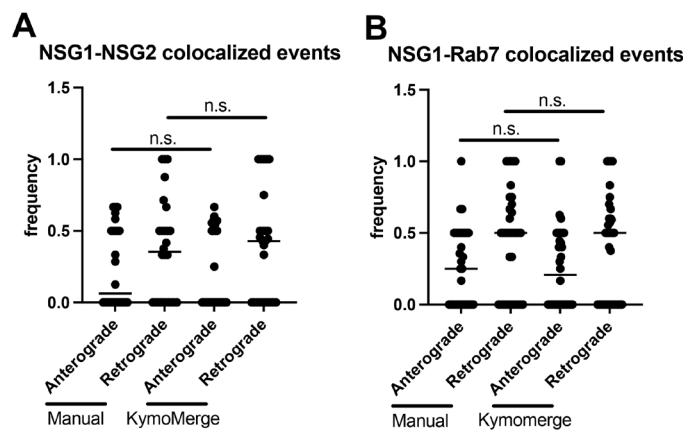 A
NSG1-NSG2 colocalized events
frequency
1.5
1.0
0.5
0.0
n.s.
n.s.
Anterograde
Retrograde
Anterograde
Retrograde
Manual
KymoMerge
B
NSG1-Rab7 colocalized events
frequency
1.5
1.0
0.5
0.0
n.s.
n.s.
Anterograde
Retrograde
Anterograde
Retrograde
Manual
Kymomerge